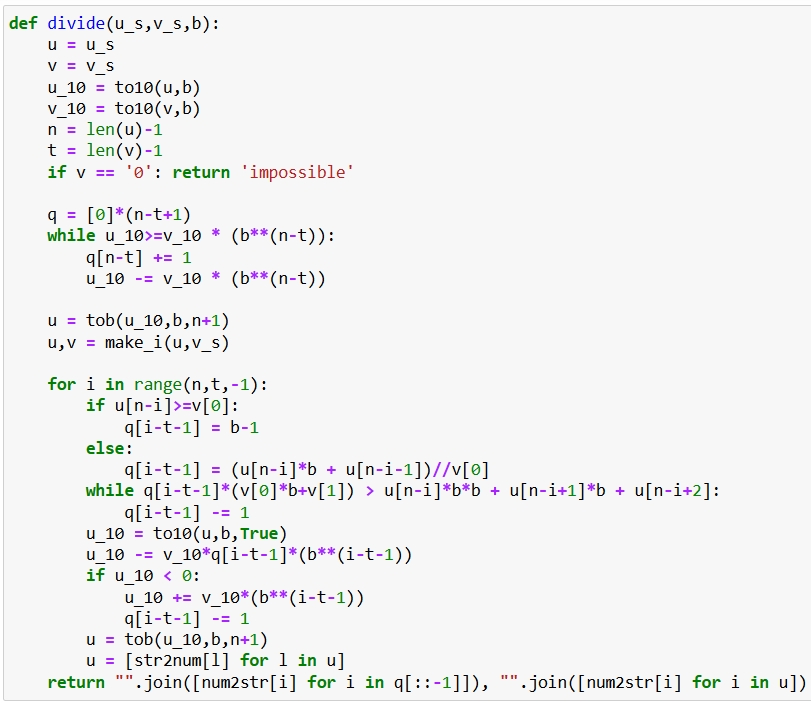 def divide(u_s,v_s,b):
    u = u_s
    v = v_s
    u_10 = to10(u,b)
    v_10 = to10(v,b)
    n = len(u)-1
    t = len(v)-1
    if v == '0': return 'impossible'

    q = [0]*(n-t+1)
    while u_10>=v_10 * (b**(n-t)):
        q[n-t] += 1
        u_10 -= v_10 * (b**(n-t))

    u = tob(u_10,b,n+1)
    u,v = make_i(u,v_s)

    for i in range(n,t,-1):
        if u[n-i]>=v[0]:
            q[i-t-1] = b-1
        else:
            q[i-t-1] = (u[n-i]*b + u[n-i-1])//v[0]
        while q[i-t-1]*(v[0]*b+v[1]) > u[n-i]*b*b + u[n-i+1]*b + u[n-i+2]:
            q[i-t-1] -= 1
        u_10 = to10(u,b,True)
        u_10 -= v_10*q[i-t-1]*(b**(i-t-1))
        if u_10 < 0:
            u_10 += v_10*(b**(i-t-1))
            q[i-t-1] -= 1
        u = tob(u_10,b,n+1)
        u = [str2num[l] for l in u]
    return "".join([num2str[i] for i in q[::-1]]), "".join([num2str[i] for i in u])